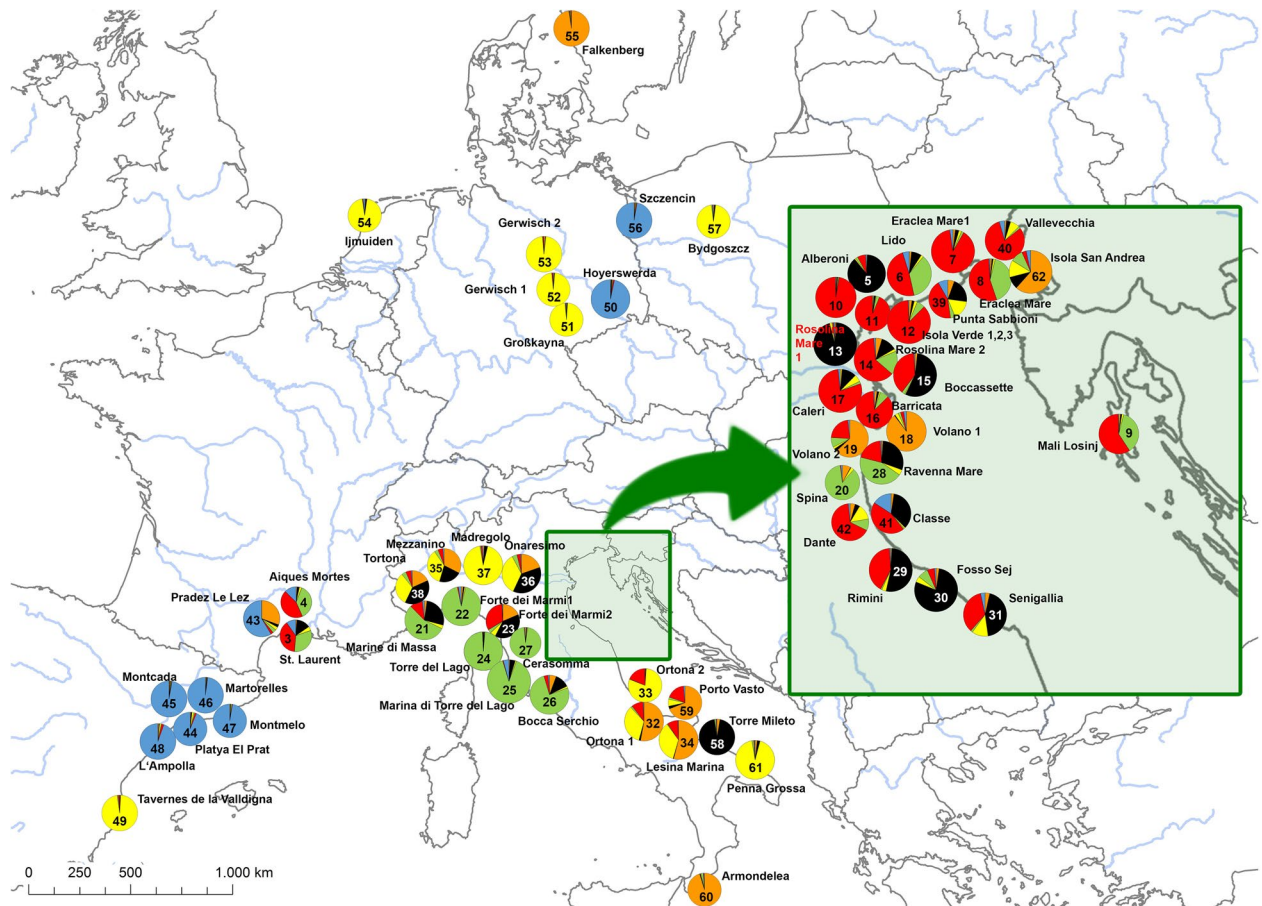 55
Falkenberg
54
Ijmuiden
Gerwisch 2
53
Gerwisch 1
52
51
Großkayna
Hoyerswerda
50
Szczencin
56
57
Bydgoszcz
Eraclea Mare1
7
Vallevecchia
40
Lido
6
Isola San Andrea
62
Alberoni
5
8
Eraclea Mare
10
39
Punta Sabbioni
11
12
Isola Verde 1,2,3
Rosolina
Mare
1
13
14
Rosolina Mare 2
15
Boccassette
17
Caleri
16
Barricata
18
Volano 1
19
Volano 2
9
Mali Losinj
28
Ravenna Mare
20
Spina
42
Dante
41
Classe
29
Rimini
30
Fosso Sej
31
Senigallia
Mezzanino
35
Madregolo
37
Onaresimo
36
Tortona
38
Aiques Mortes
4
Pradez Le Lez
43
3
St. Laurent
21
Marine di Massa
22
Forte dei Marmi1
23
Forte dei Marmi2
24
Torre del Lago
27
Cerasomma
25
Marina di Torre del Lago
26
Bocca Serchio
Montcada
45
46
Martorelles
47
Montmelo
44
Platya El Prat
48
L'Ampolla
49
Tavernes de la Valldigna
Ortona 2
33
Porto Vasto
59
32
Ortona 1
34
Lesina Marina
Torre Mileto
58
61
Penna Grossa
Armondelea
60
0 250 500 1.000 km